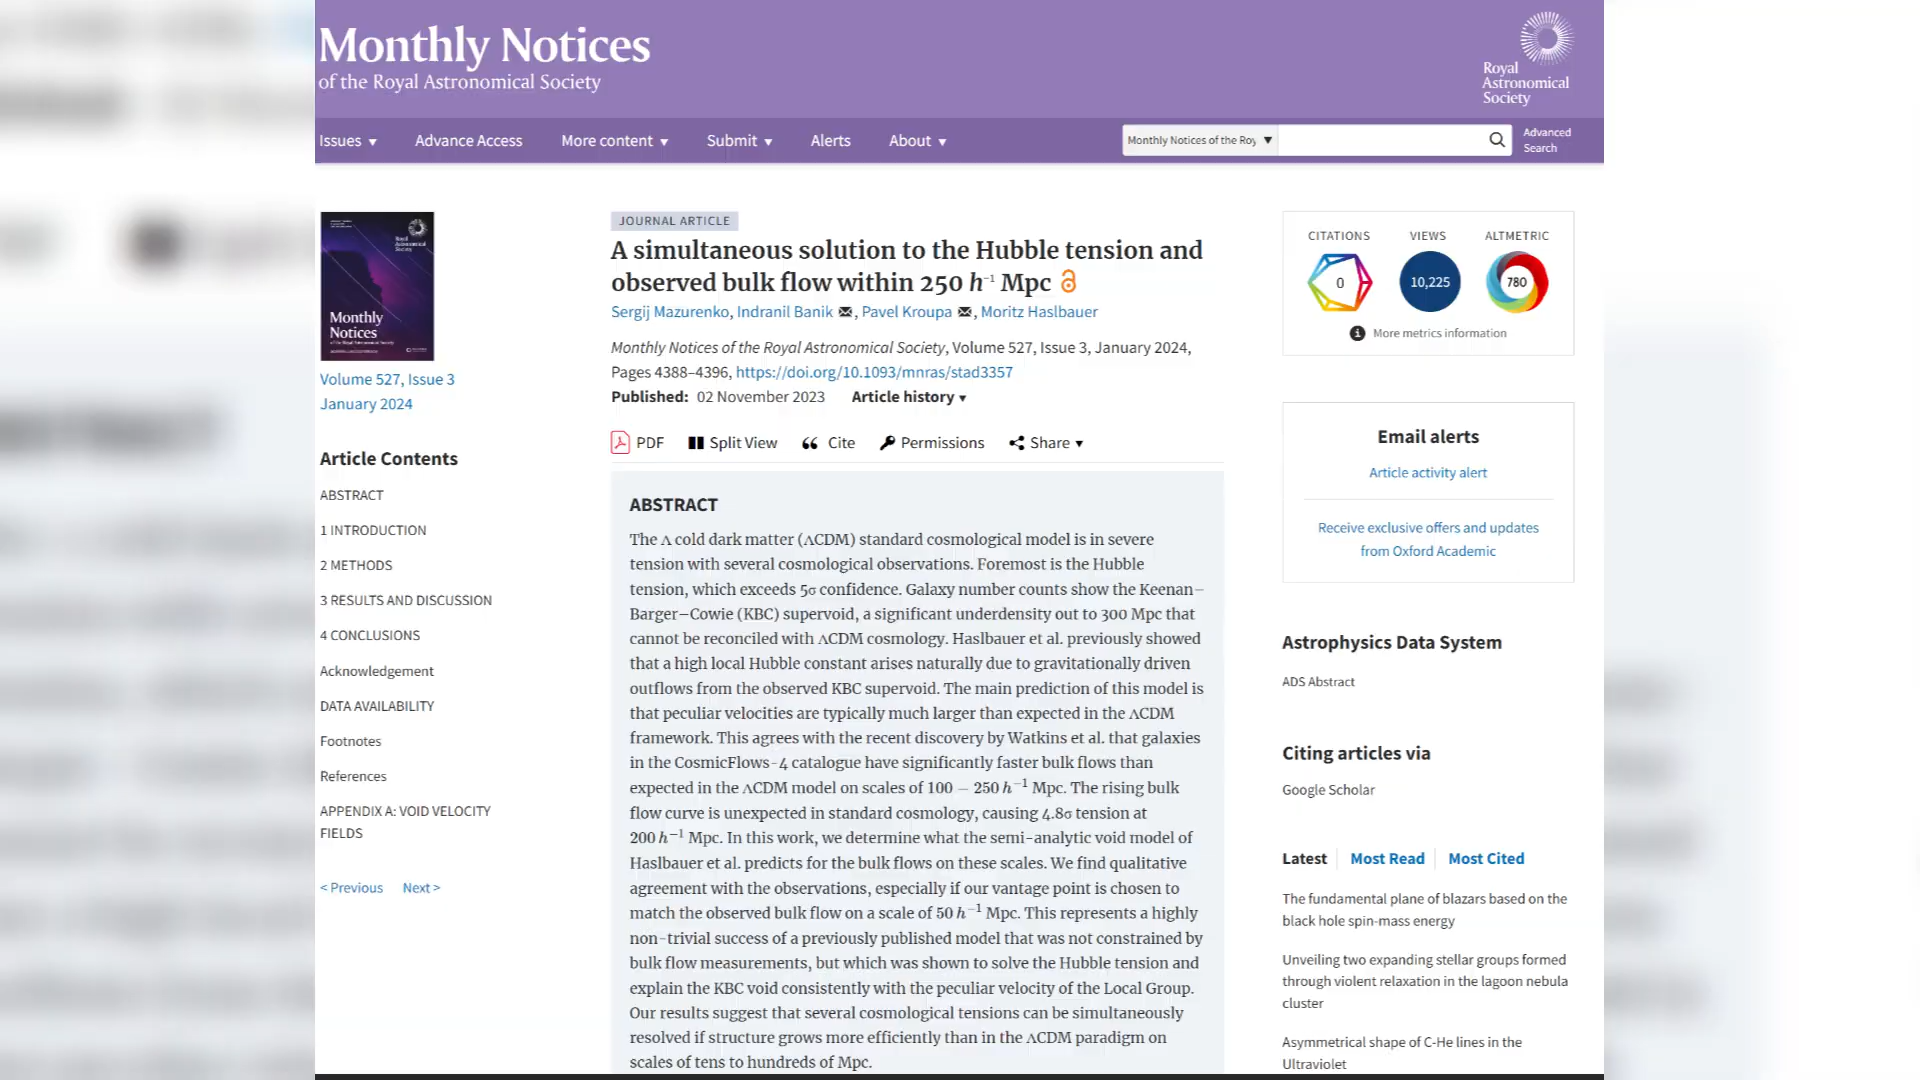 Monthly Notices
of the Royal Astronomical Society
Royal
Astronomical
Society
Issues ▼
Advance Access
More content ▼
Submit ▼
Alerts
About ▼
Monthly Notices of the Roy ▼
Advanced
Search
Monthly
Notices
Volume 527, Issue 3
January 2024
Article Contents
ABSTRACT
1 INTRODUCTION
2 METHODS
3 RESULTS AND DISCUSSION
4 CONCLUSIONS
Acknowledgement
DATA AVAILABILITY
Footnotes
References
APPENDIX A: VOID VELOCITY
FIELDS
< Previous Next >
JOURNAL ARTICLE
A simultaneous solution to the Hubble tension and
observed bulk flow within 250 h⁻¹ Mpc
Sergij Mazurenko, Indranil Banik, Pavel Kroupa, Moritz Haslbauer
Monthly Notices of the Royal Astronomical Society, Volume 527, Issue 3, January 2024,
Pages 4388–4396, https://doi.org/10.1093/mnras/stad3357
Published: 02 November 2023 Article history ▼
PDF Split View Cite Permissions Share ▼
ABSTRACT
The Λ cold dark matter (ΛCDM) standard cosmological model is in severe
tension with several cosmological observations. Foremost is the Hubble
tension, which exceeds 5σ confidence. Galaxy number counts show the Keenan–
Barger–Cowie (KBC) supervoid, a significant underdensity out to 300 Mpc that
cannot be reconciled with ΛCDM cosmology. Haslbauer et al. previously showed
that a high local Hubble constant arises naturally due to gravitationally driven
outflows from the observed KBC supervoid. The main prediction of this model is
that peculiar velocities are typically much larger than expected in the ΛCDM
framework. This agrees with the recent discovery by Watkins et al. that galaxies
in the CosmicFlows-4 catalogue have significantly faster bulk flows than
expected in the ΛCDM model on scales of 100 – 250 h⁻¹ Mpc. The rising bulk
flow curve is unexpected in standard cosmology, causing 4.8σ tension at
200 h⁻¹ Mpc. In this work, we determine what the semi-analytic void model of
Haslbauer et al. predicts for the bulk flows on these scales. We find qualitative
agreement with the observations, especially if our vantage point is chosen to
match the observed bulk flow on a scale of 50 h⁻¹ Mpc. This represents a highly
non-trivial success of a previously published model that was not constrained by
bulk flow measurements, but which was shown to solve the Hubble tension and
explain the KBC void consistently with the peculiar velocity of the Local Group.
Our results suggest that several cosmological tensions can be simultaneously
resolved if structure grows more efficiently than in the ΛCDM paradigm on
scales of tens to hundreds of Mpc.
CITATIONS VIEWS ALTMETRIC
0 10,225 780
More metrics information
Email alerts
Article activity alert
Receive exclusive offers and updates
from Oxford Academic
Astrophysics Data System
ADS Abstract
Citing articles via
Google Scholar
Latest Most Read Most Cited
The fundamental plane of blazars based on the
black hole spin-mass energy
Unveiling two expanding stellar groups formed
through violent relaxation in the lagoon nebula
cluster
Asymmetrical shape of C-He lines in the
Ultraviolet